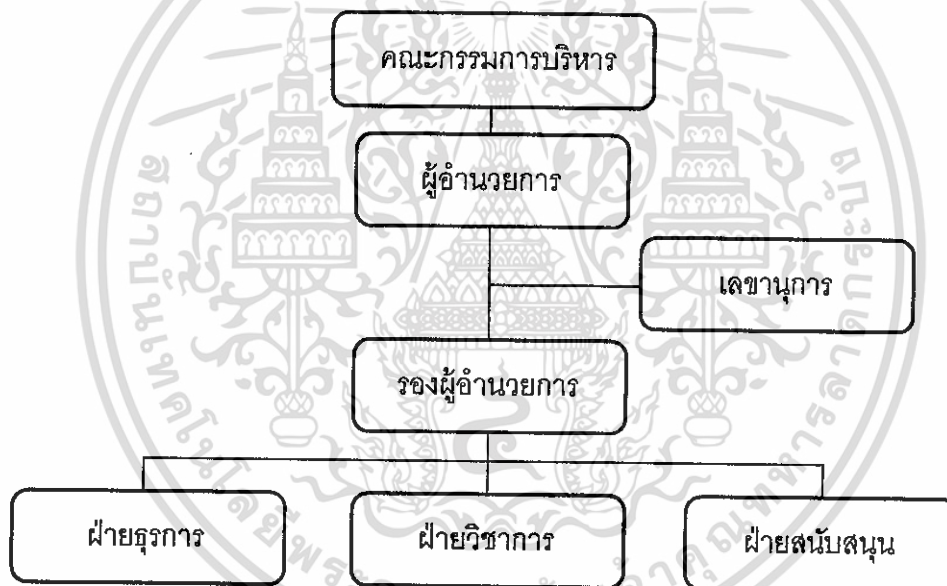 คณะกรรมการบริหาร
ผู้อำนวยการ
เลขานุการ
รองผู้อำนวยการ
ฝ่ายธุรการ
ฝ่ายวิชาการ
ฝ่ายสนับสนุน